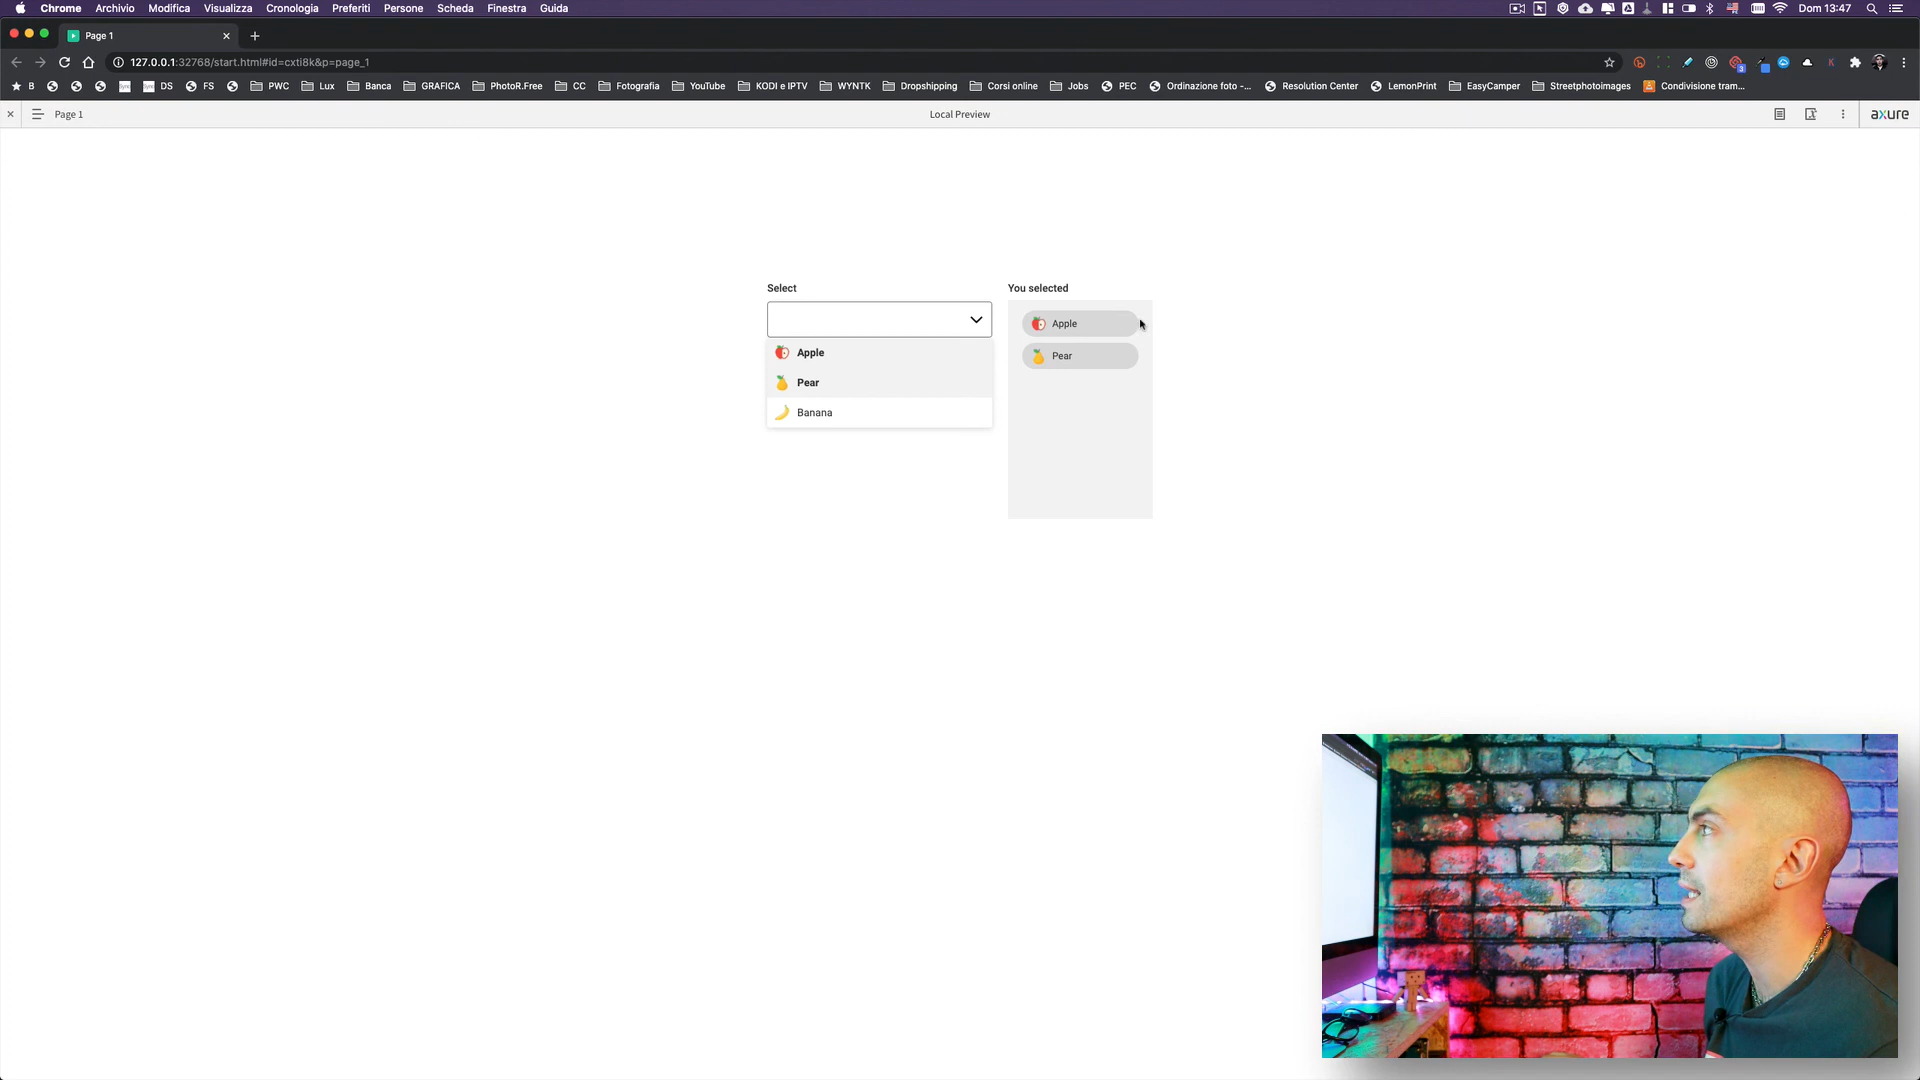 Chrome Archivio Modifica Visualizza Cronologia Preferiti Persone Scheda Finestra Guida Dom 13:47
Page 1
127.0.0.1:32768/start.html#id=cxti8k&p=page_1
B DS FS PWC Lux Banca GRAFICA PhotoR.Free CC Fotografia YouTube KODI e IPTV WYNTK Dropshipping Corsi online Jobs PEC Ordinazione foto -... Resolution Center LemonPrint EasyCamper Streetphotoimages Condivisione tram...
Page 1 Local Preview axure
Select You selected
Apple
Pear
Banana
Apple
Pear